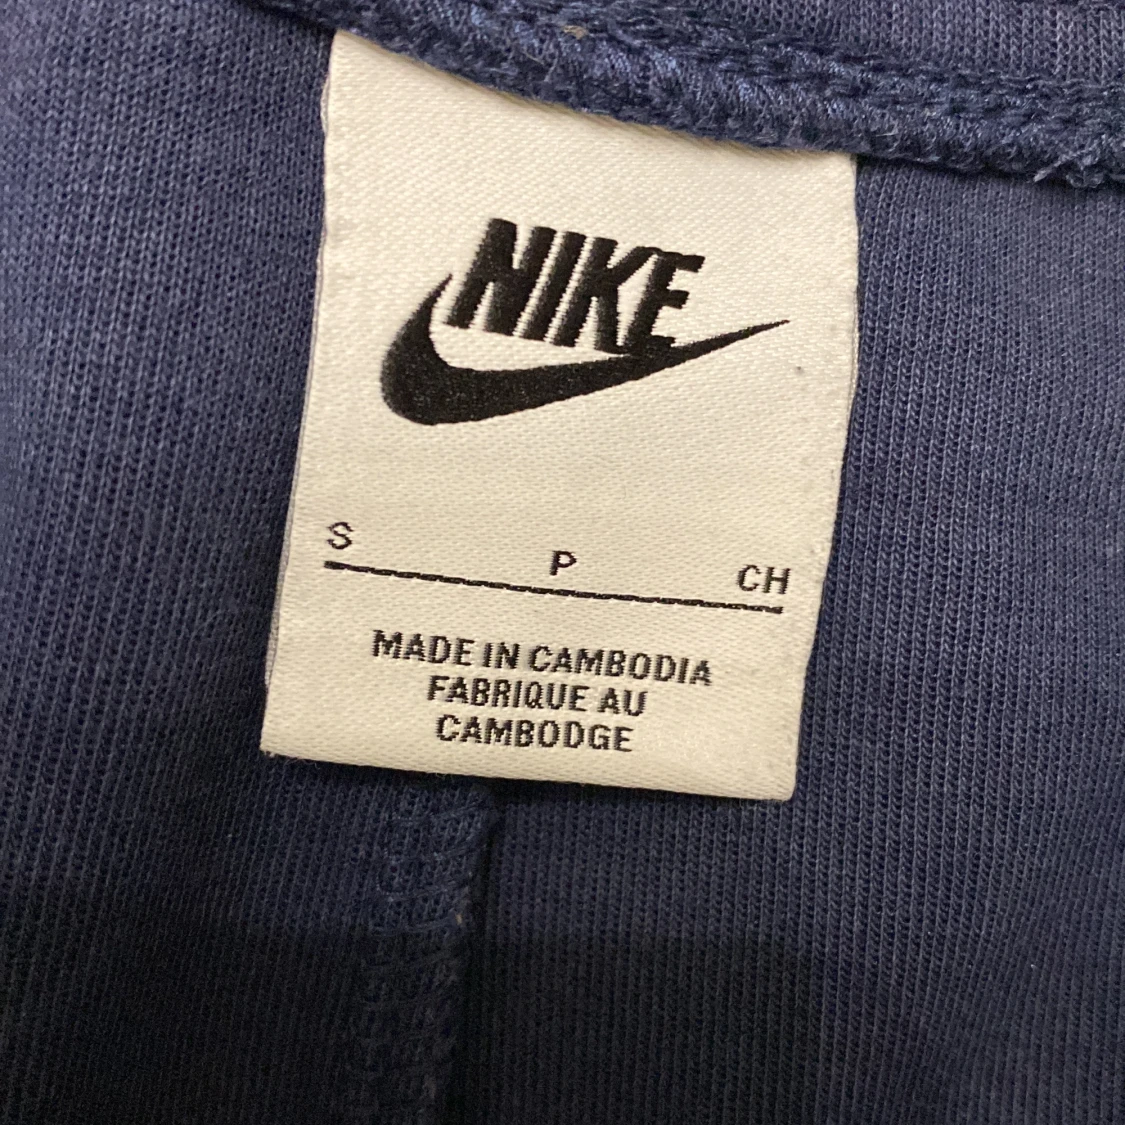 NIKE
S P CH
MADE IN CAMBODIA
FABRIQUE AU
CAMBODGE